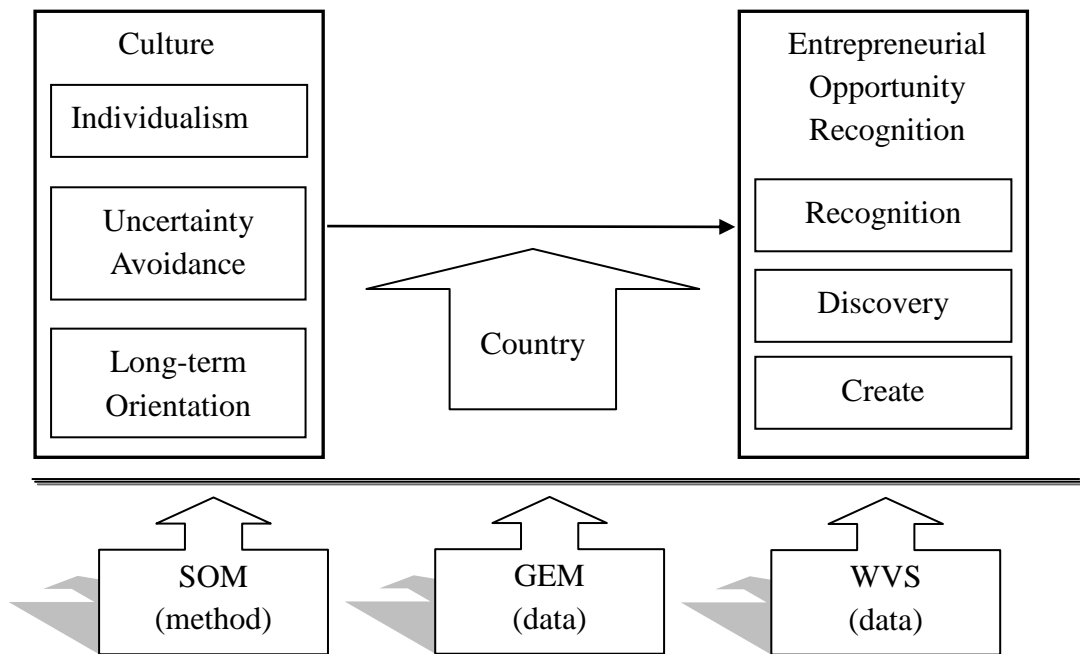 Culture
Individualism
Uncertainty
Avoidance
Long-term
Orientation
Country
Entrepreneurial
Opportunity
Recognition
Recognition
Discovery
Create
SOM
(method)
GEM
(data)
WVS
(data)